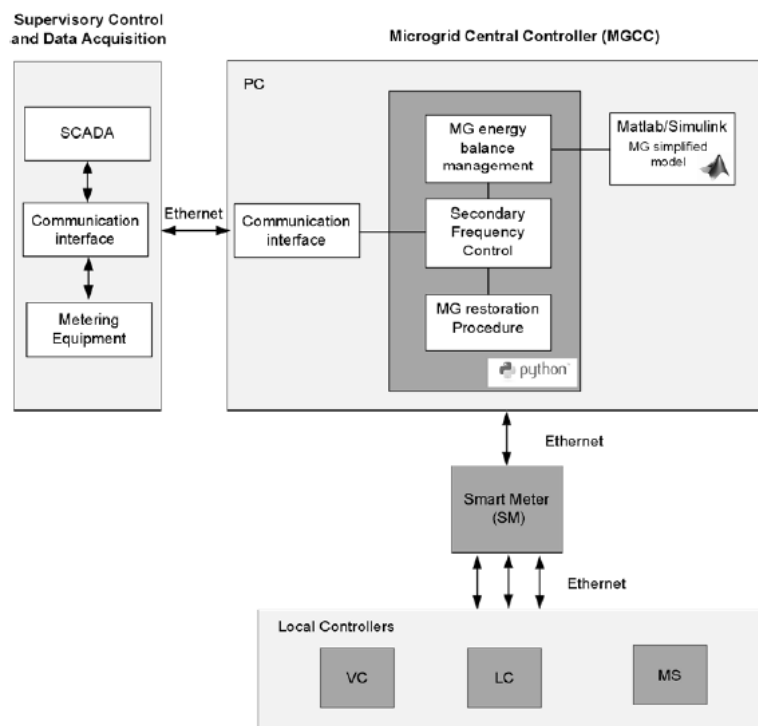 Supervisory Control
and Data Acquisition
Microgrid Central Controller (MGCC)
PC
SCADA
Communication
interface
Metering
Equipment
Ethernet
Communication
interface
MG energy
balance
management
Secondary
Frequency
Control
MG restoration
Procedure
python
Matlab/Simulink
MG simplified
model
Ethernet
Smart Meter
(SM)
Ethernet
Local Controllers
VC
LC
MS